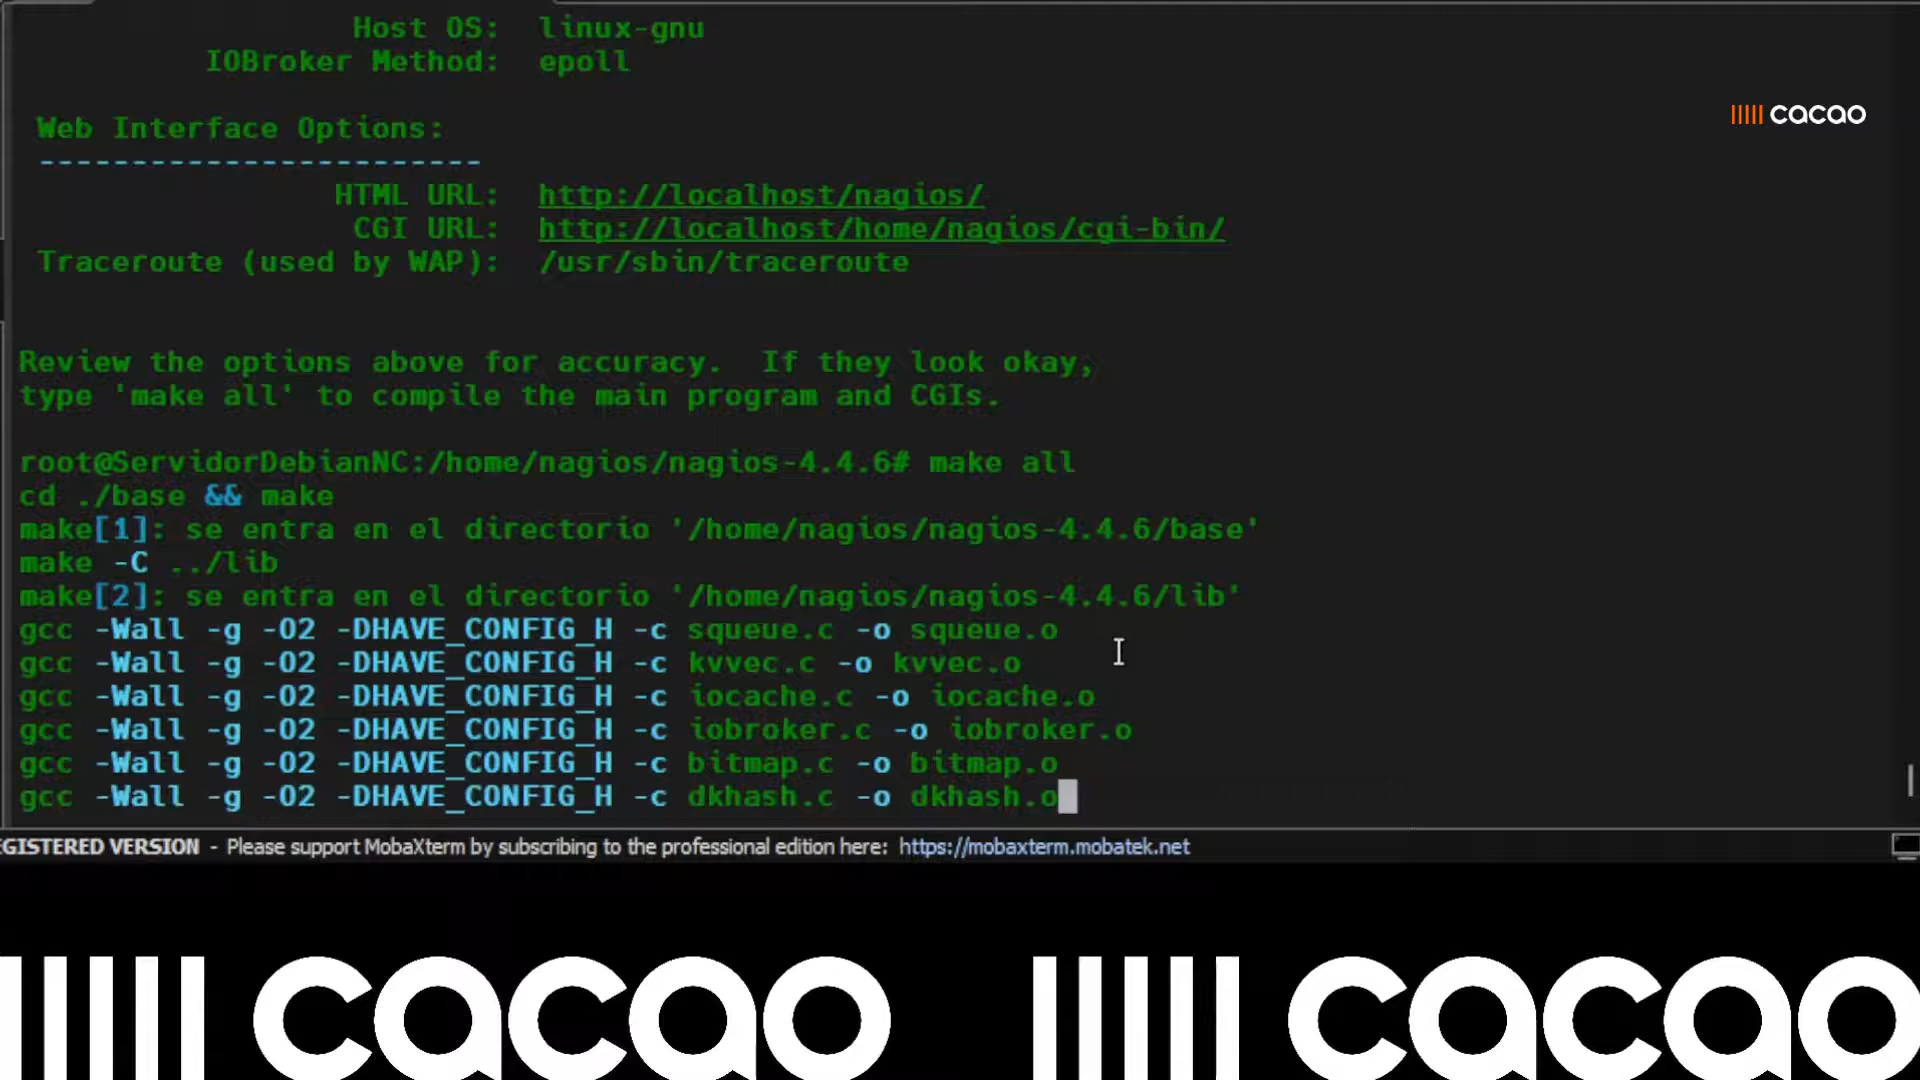 Host OS: linux-gnu
IOBroker Method: epoll
cacao
Web Interface Options:
------------------------
HTML URL: http://localhost/nagios/
CGI URL: http://localhost/home/nagios/cgi-bin/
Traceroute (used by WAP): /usr/sbin/traceroute
Review the options above for accuracy. If they look okay,
type 'make all' to compile the main program and CGIs.
root@ServidorDebianNC:/home/nagios/nagios-4.4.6# make all
cd ./base && make
make[1]: se entra en el directorio '/home/nagios/nagios-4.4.6/base'
make -C ../lib
make[2]: se entra en el directorio '/home/nagios/nagios-4.4.6/lib'
gcc -Wall -g -O2 -DHAVE_CONFIG_H -c squeue.c -o squeue.o
gcc -Wall -g -O2 -DHAVE_CONFIG_H -c kvvec.c -o kvvec.o
gcc -Wall -g -O2 -DHAVE_CONFIG_H -c iocache.c -o iocache.o
gcc -Wall -g -O2 -DHAVE_CONFIG_H -c iobroker.c -o iobroker.o
gcc -Wall -g -O2 -DHAVE_CONFIG_H -c bitmap.c -o bitmap.o
gcc -Wall -g -O2 -DHAVE_CONFIG_H -c dkhash.c -o dkhash.o
GISTERED VERSION - Please support MobaXterm by subscribing to the professional edition here: https://mobaxterm.mobatek.net
cacao cacao